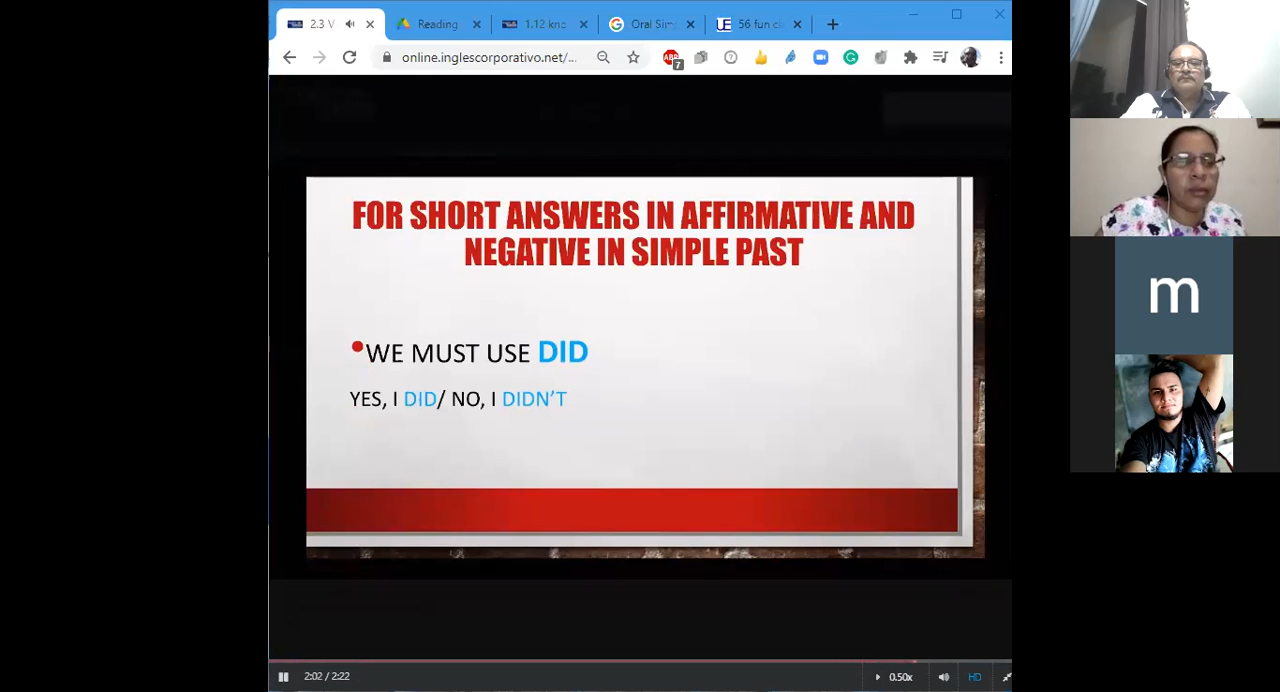 2.3 V
Reading
1.12 kno
Oral Sim
56 fun cl
online.inglescorporativo.net/...
ABP
7
FOR SHORT ANSWERS IN AFFIRMATIVE AND
NEGATIVE IN SIMPLE PAST
WE MUST USE DID
YES, I DID/ NO, I DIDN'T
2:02 / 2:22
0.50x
HD
m